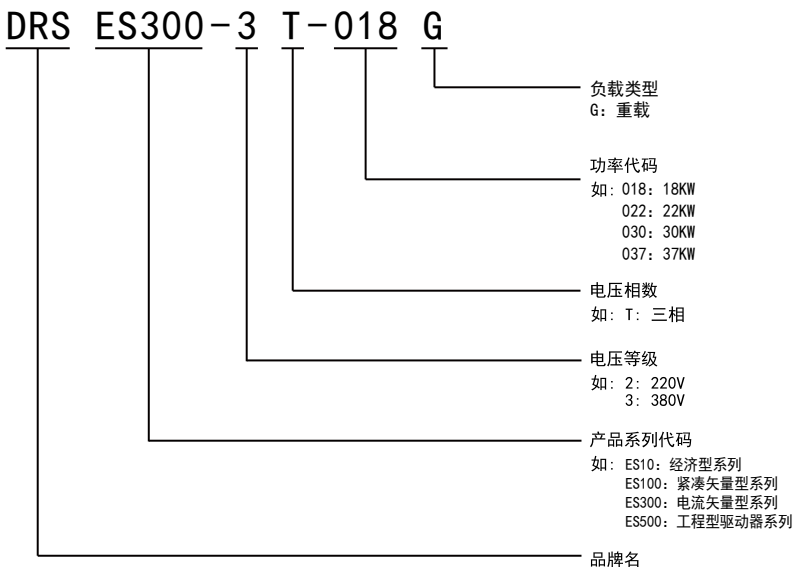 DRS ES300-3 T-018 G
负载类型
G: 重载
功率代码
如: 018: 18KW
022: 22KW
030: 30KW
037: 37KW
电压相数
如: T: 三相
电压等级
如: 2: 220V
3: 380V
产品系列代码
如: ES10: 经济型系列
ES100: 紧凑矢量型系列
ES300: 电流矢量型系列
ES500: 工程型驱动器系列
品牌名